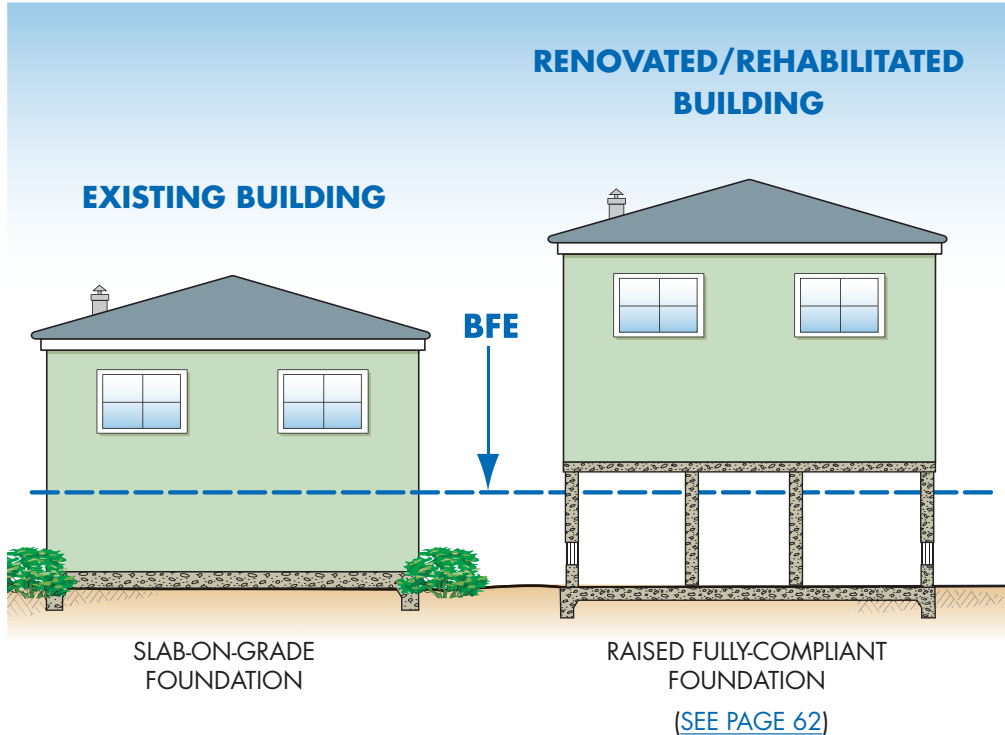 RENOVATED/REHABILITATED
BUILDING
EXISTING BUILDING
BFE
SLAB-ON-GRADE
FOUNDATION
RAISED FULLY-COMPLIANT
FOUNDATION
(SEE PAGE 62)